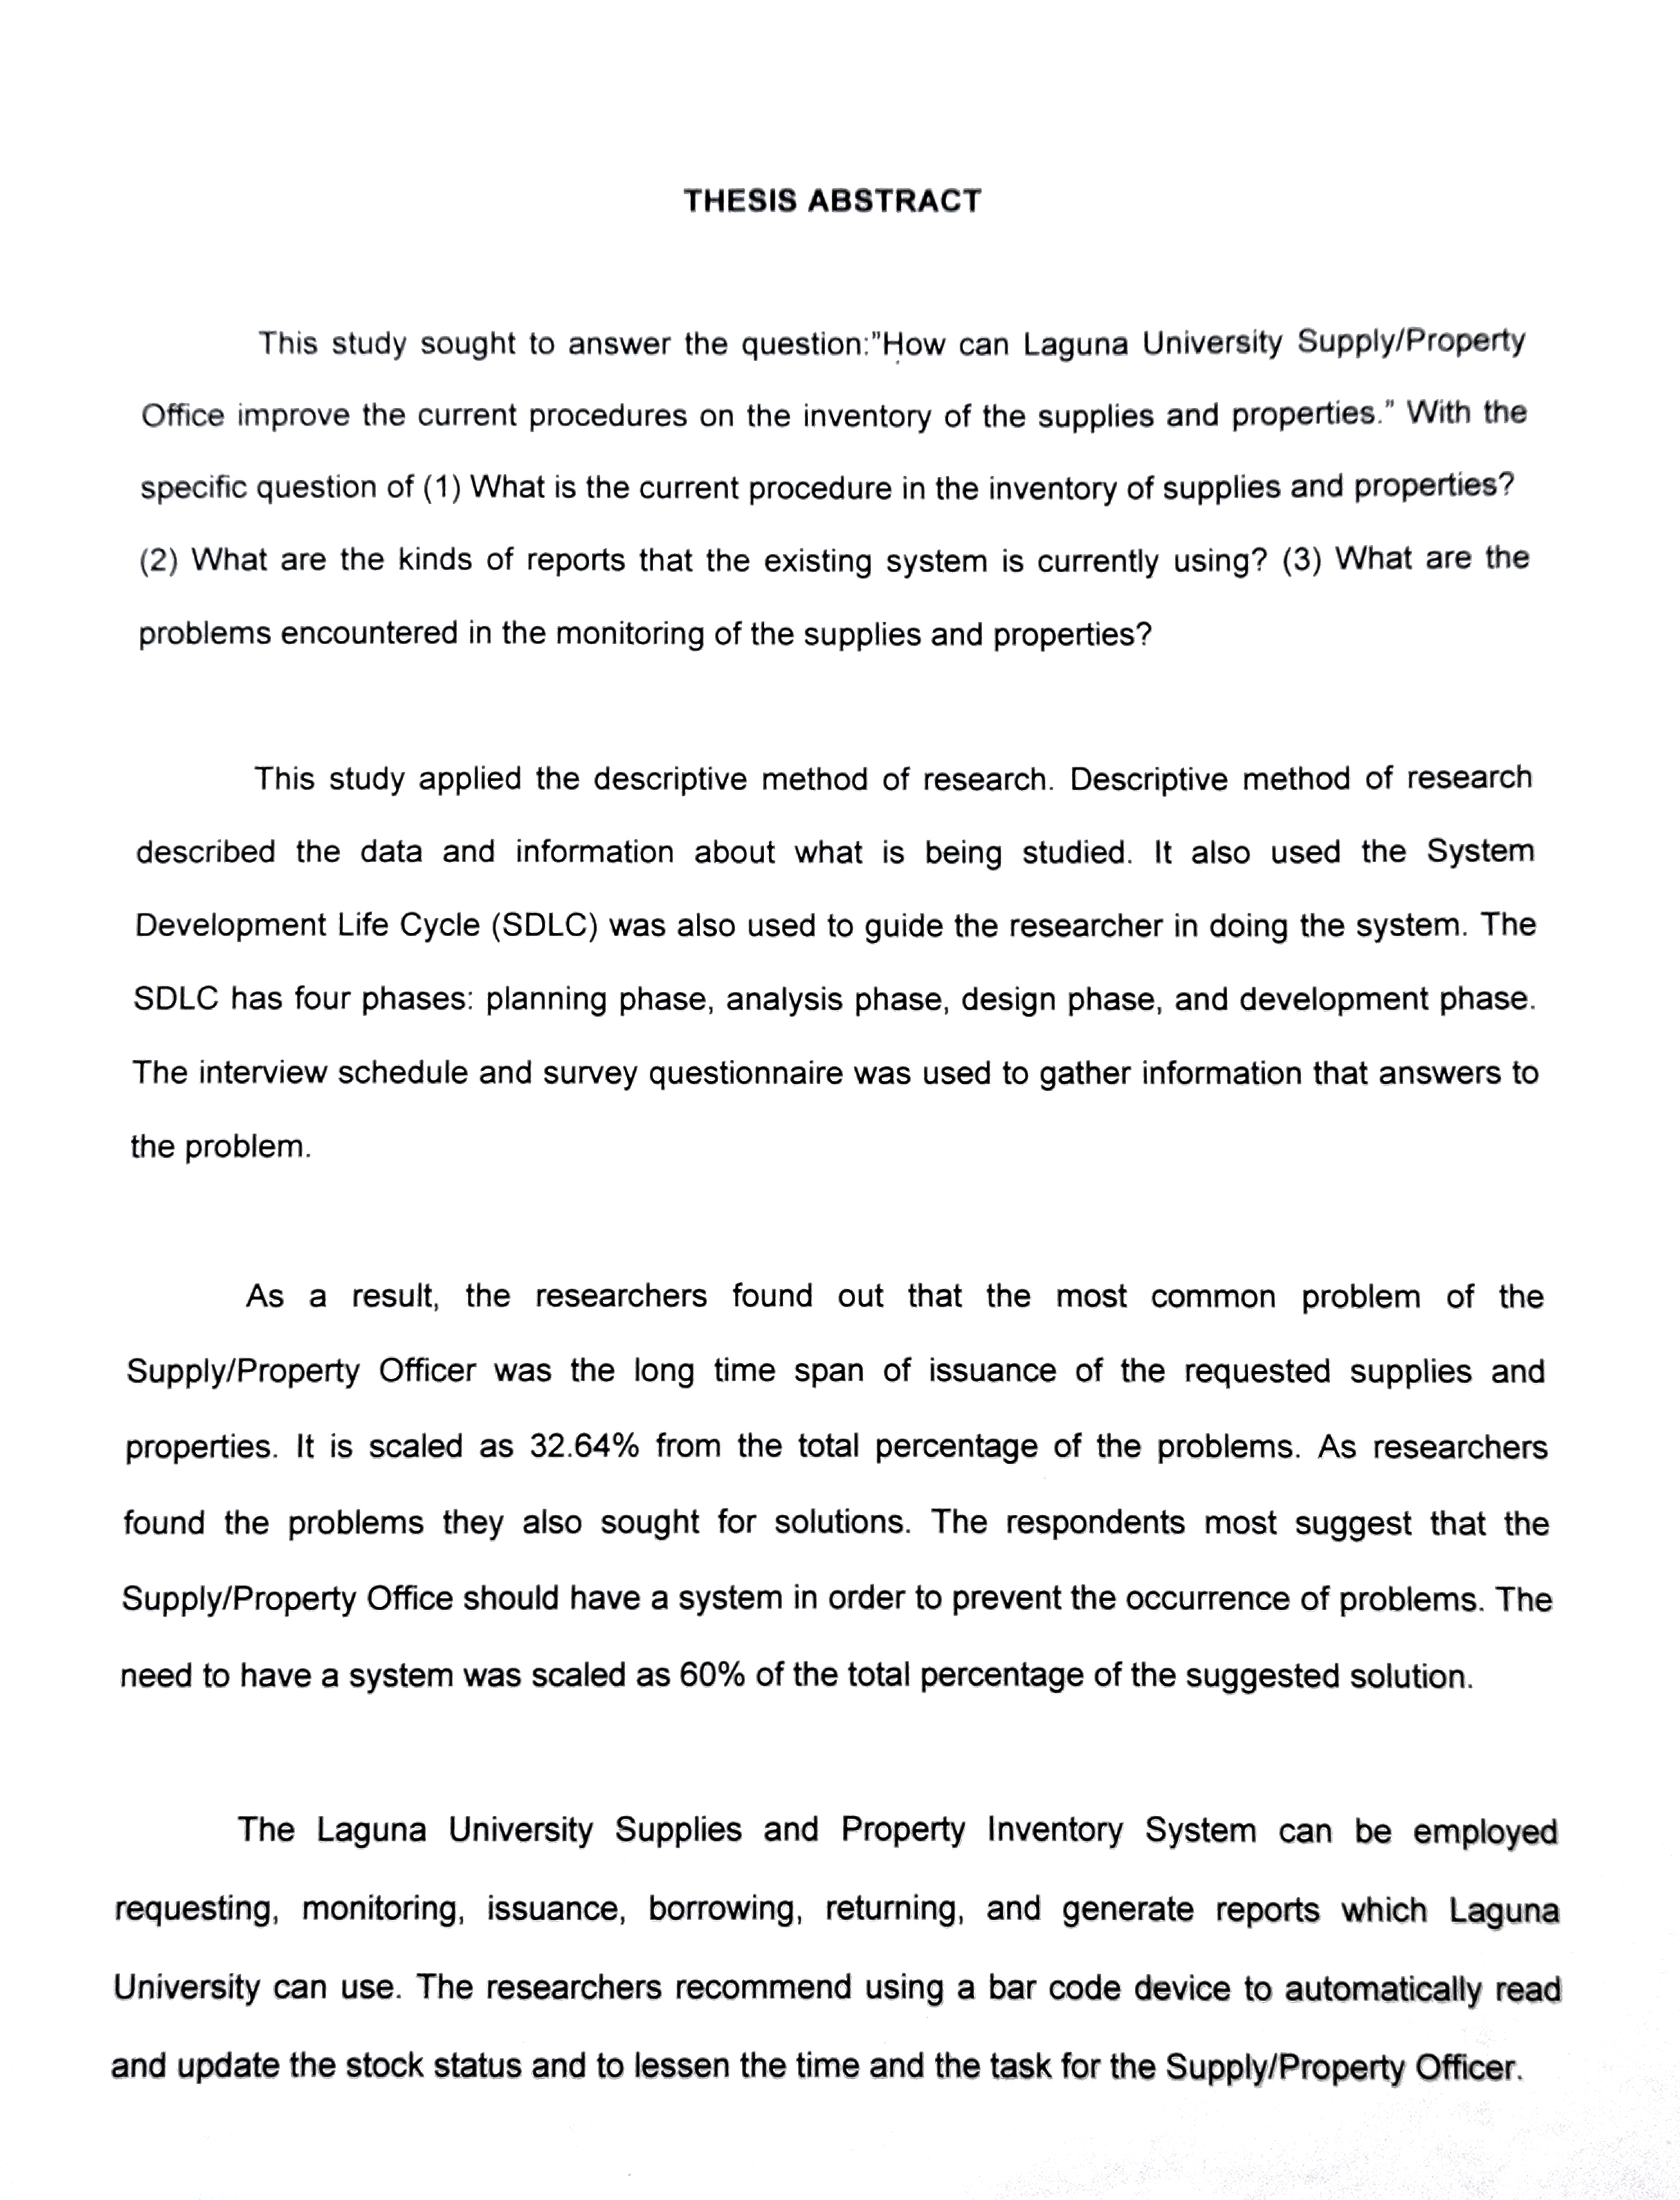 THESIS ABSTRACT
This study sought to answer the question:"How can Laguna University Supply/Property
Office improve the current procedures on the inventory of the supplies and properties.” With the
specific question of (1) What is the current procedure in the inventory of supplies and properties?
(2) What are the kinds of reports that the existing system is currently using? (3) What are the
problems encountered in the monitoring of the supplies and properties?
This study applied the descriptive method of research. Descriptive method of research
described the data and information about what is being studied. It also used the System
Development Life Cycle (SDLC) was also used to guide the researcher in doing the system. The
SDLC has four phases: planning phase, analysis phase, design phase, and development phase.
The interview schedule and survey questionnaire was used to gather information that answers to
the problem.
As a result, the researchers found out that the most common problem of the
Supply/Property Officer was the long time span of issuance of the requested supplies and
properties. It is scaled as 32.64% from the total percentage of the problems. As researchers
found the problems they also sought for solutions. The respondents most suggest that the
Supply/Property Office should have a system in order to prevent the occurrence of problems. The
need to have a system was scaled as 60% of the total percentage of the suggested solution.
The Laguna University Supplies and Property Inventory System can be employed
requesting, monitoring, issuance, borrowing, returning, and generate reports which Laguna
University can use. The researchers recommend using a bar code device to automatically read
and update the stock status and to lessen the time and the task for the Supply/Property Officer.